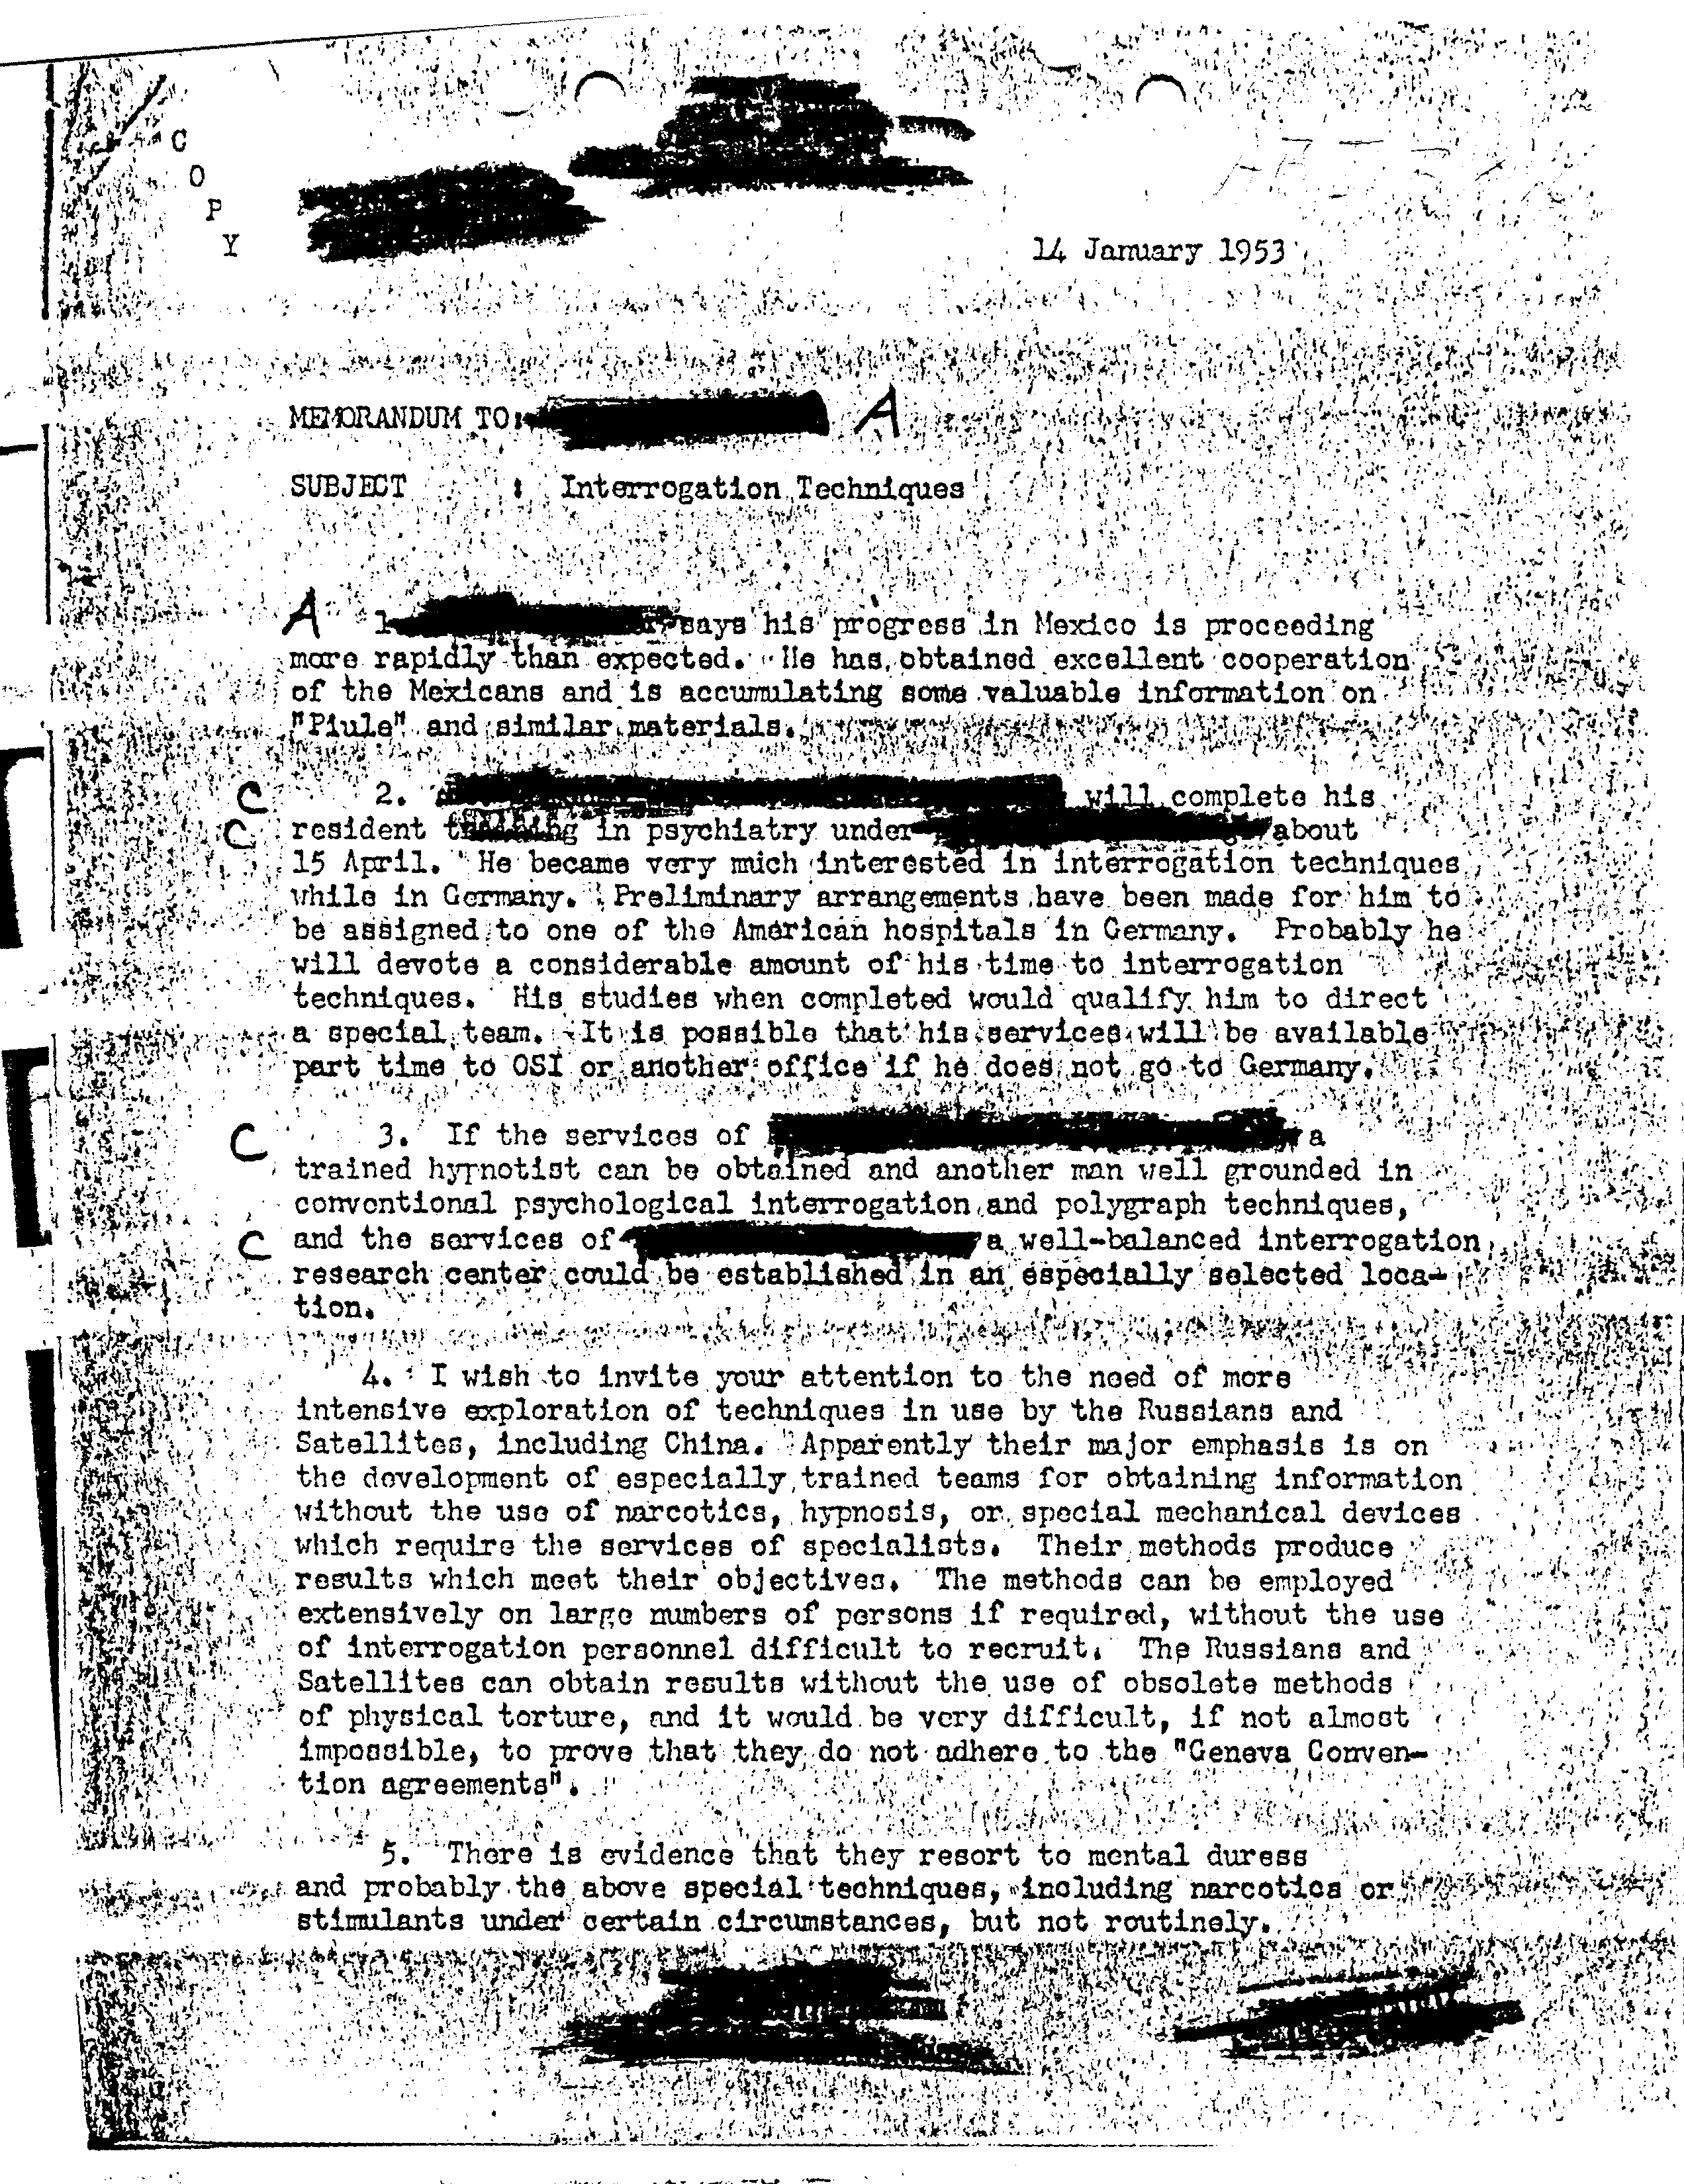 C
O
P
Y
14 January 1953
MEMORANDUM TO: A
SUBJECT : Interrogation Techniques
A 1. says his progress in Mexico is proceeding
more rapidly than expected. He has obtained excellent cooperation
of the Mexicans and is accumulating some valuable information on
"Piule" and similar materials.
C 2. will complete his
C resident training in psychiatry under about
15 April. He became very much interested in interrogation techniques
while in Germany. Preliminary arrangements have been made for him to
be assigned to one of the American hospitals in Germany. Probably he
will devote a considerable amount of his time to interrogation
techniques. His studies when completed would qualify him to direct
a special team. It is possible that his services will be available
part time to OSI or another office if he does not go to Germany.
C 3. If the services of a
trained hypnotist can be obtained and another man well grounded in
conventional psychological interrogation and polygraph techniques,
C and the services of a well-balanced interrogation
research center could be established in an especially selected loca-
tion.
4. I wish to invite your attention to the need of more
intensive exploration of techniques in use by the Russians and
Satellites, including China. Apparently their major emphasis is on
the development of especially trained teams for obtaining information
without the use of narcotics, hypnosis, or special mechanical devices
which require the services of specialists. Their methods produce
results which meet their objectives. The methods can be employed
extensively on large numbers of persons if required, without the use
of interrogation personnel difficult to recruit. The Russians and
Satellites can obtain results without the use of obsolete methods
of physical torture, and it would be very difficult, if not almost
impossible, to prove that they do not adhere to the "Geneva Conven-
tion agreements".
5. There is evidence that they resort to mental duress
and probably the above special techniques, including narcotics or
stimulants under certain circumstances, but not routinely.